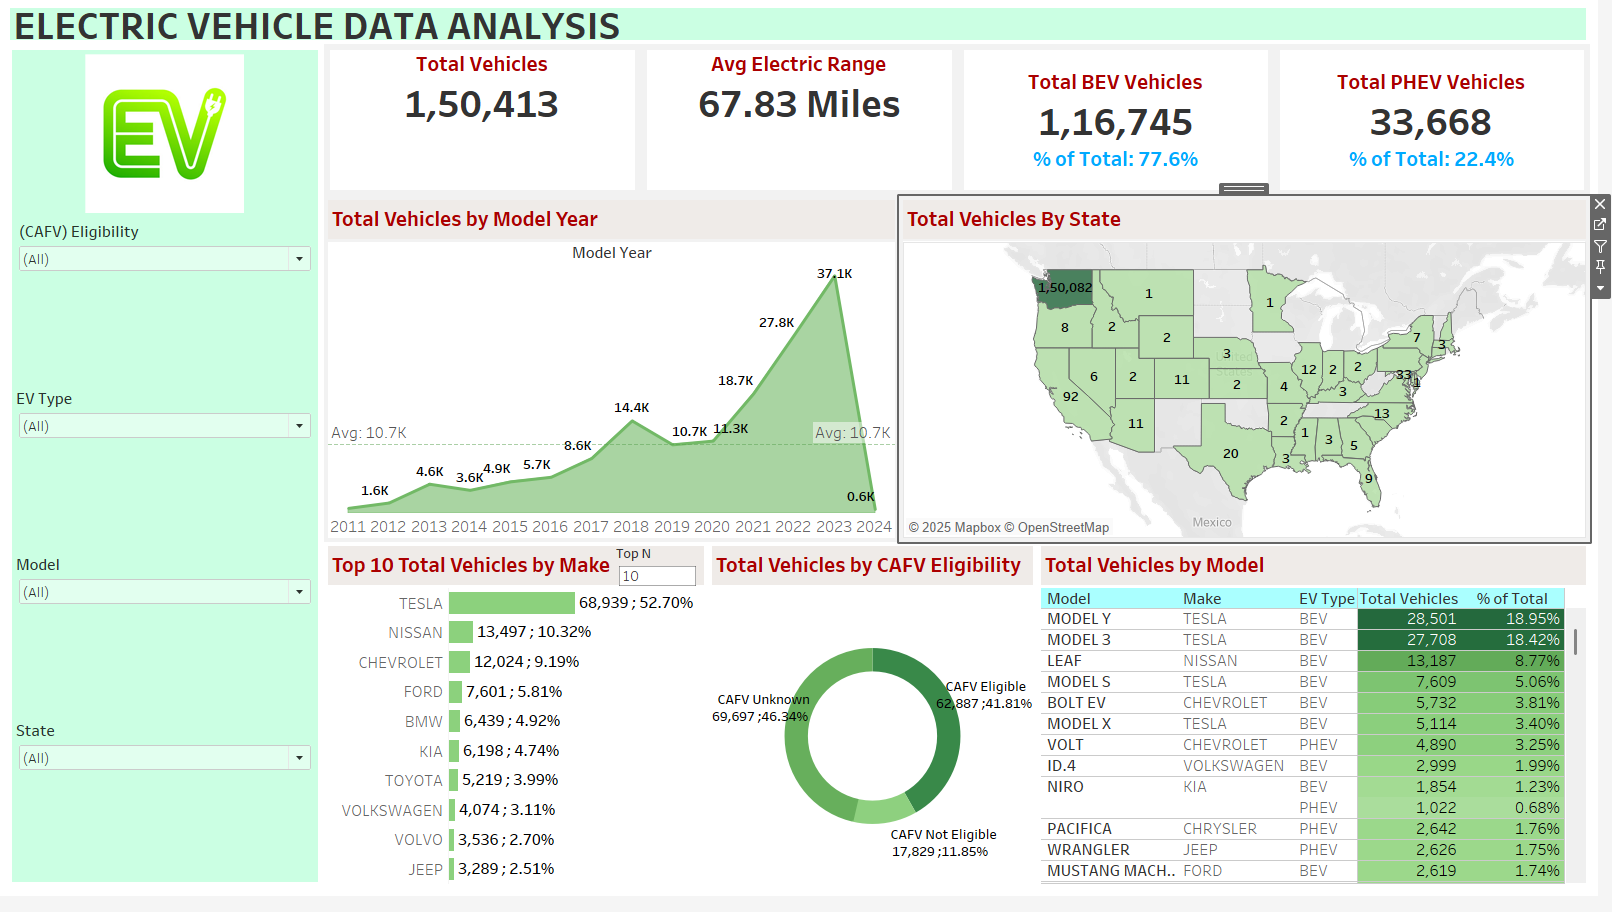 ELECTRIC VEHICLE DATA ANALYSIS
EV
(CAFV) Eligibility
(All)
EV Type
(All)
Model
(All)
State
(All)
Total Vehicles
1,50,413
Avg Electric Range
67.83 Miles
Total BEV Vehicles
1,16,745
% of Total: 77.6%
Total PHEV Vehicles
33,668
% of Total: 22.4%
Total Vehicles by Model Year
Model Year
1.6K
4.6K
3.6K
4.9K
5.7K
8.6K
14.4K
10.7K
11.3K
18.7K
27.8K
37.1K
0.6K
Avg: 10.7K
Avg: 10.7K
2011 2012 2013 2014 2015 2016 2017 2018 2019 2020 2021 2022 2023 2024
Total Vehicles By State
1,50,082
1
1
8
2
2
7
3
3
United States
6
2
11
2
4
12
2
2
33
1
92
3
11
2
13
20
3
1
3
5
9
Mexico
© 2025 Mapbox © OpenStreetMap
Top 10 Total Vehicles by Make
Top N
10
TESLA 68,939 ; 52.70%
NISSAN 13,497 ; 10.32%
CHEVROLET 12,024 ; 9.19%
FORD 7,601 ; 5.81%
BMW 6,439 ; 4.92%
KIA 6,198 ; 4.74%
TOYOTA 5,219 ; 3.99%
VOLKSWAGEN 4,074 ; 3.11%
VOLVO 3,536 ; 2.70%
JEEP 3,289 ; 2.51%
Total Vehicles by CAFV Eligibility
CAFV Eligible
62,887 ;41.81%
CAFV Unknown
69,697 ;46.34%
CAFV Not Eligible
17,829 ;11.85%
Total Vehicles by Model
Model Make EV Type Total Vehicles % of Total
MODEL Y TESLA BEV 28,501 18.95%
MODEL 3 TESLA BEV 27,708 18.42%
LEAF NISSAN BEV 13,187 8.77%
MODEL S TESLA BEV 7,609 5.06%
BOLT EV CHEVROLET BEV 5,732 3.81%
MODEL X TESLA BEV 5,114 3.40%
VOLT CHEVROLET PHEV 4,890 3.25%
ID.4 VOLKSWAGEN BEV 2,999 1.99%
NIRO KIA BEV 1,854 1.23%
PHEV 1,022 0.68%
PACIFICA CHRYSLER PHEV 2,642 1.76%
WRANGLER JEEP PHEV 2,626 1.75%
MUSTANG MACH.. FORD BEV 2,619 1.74%